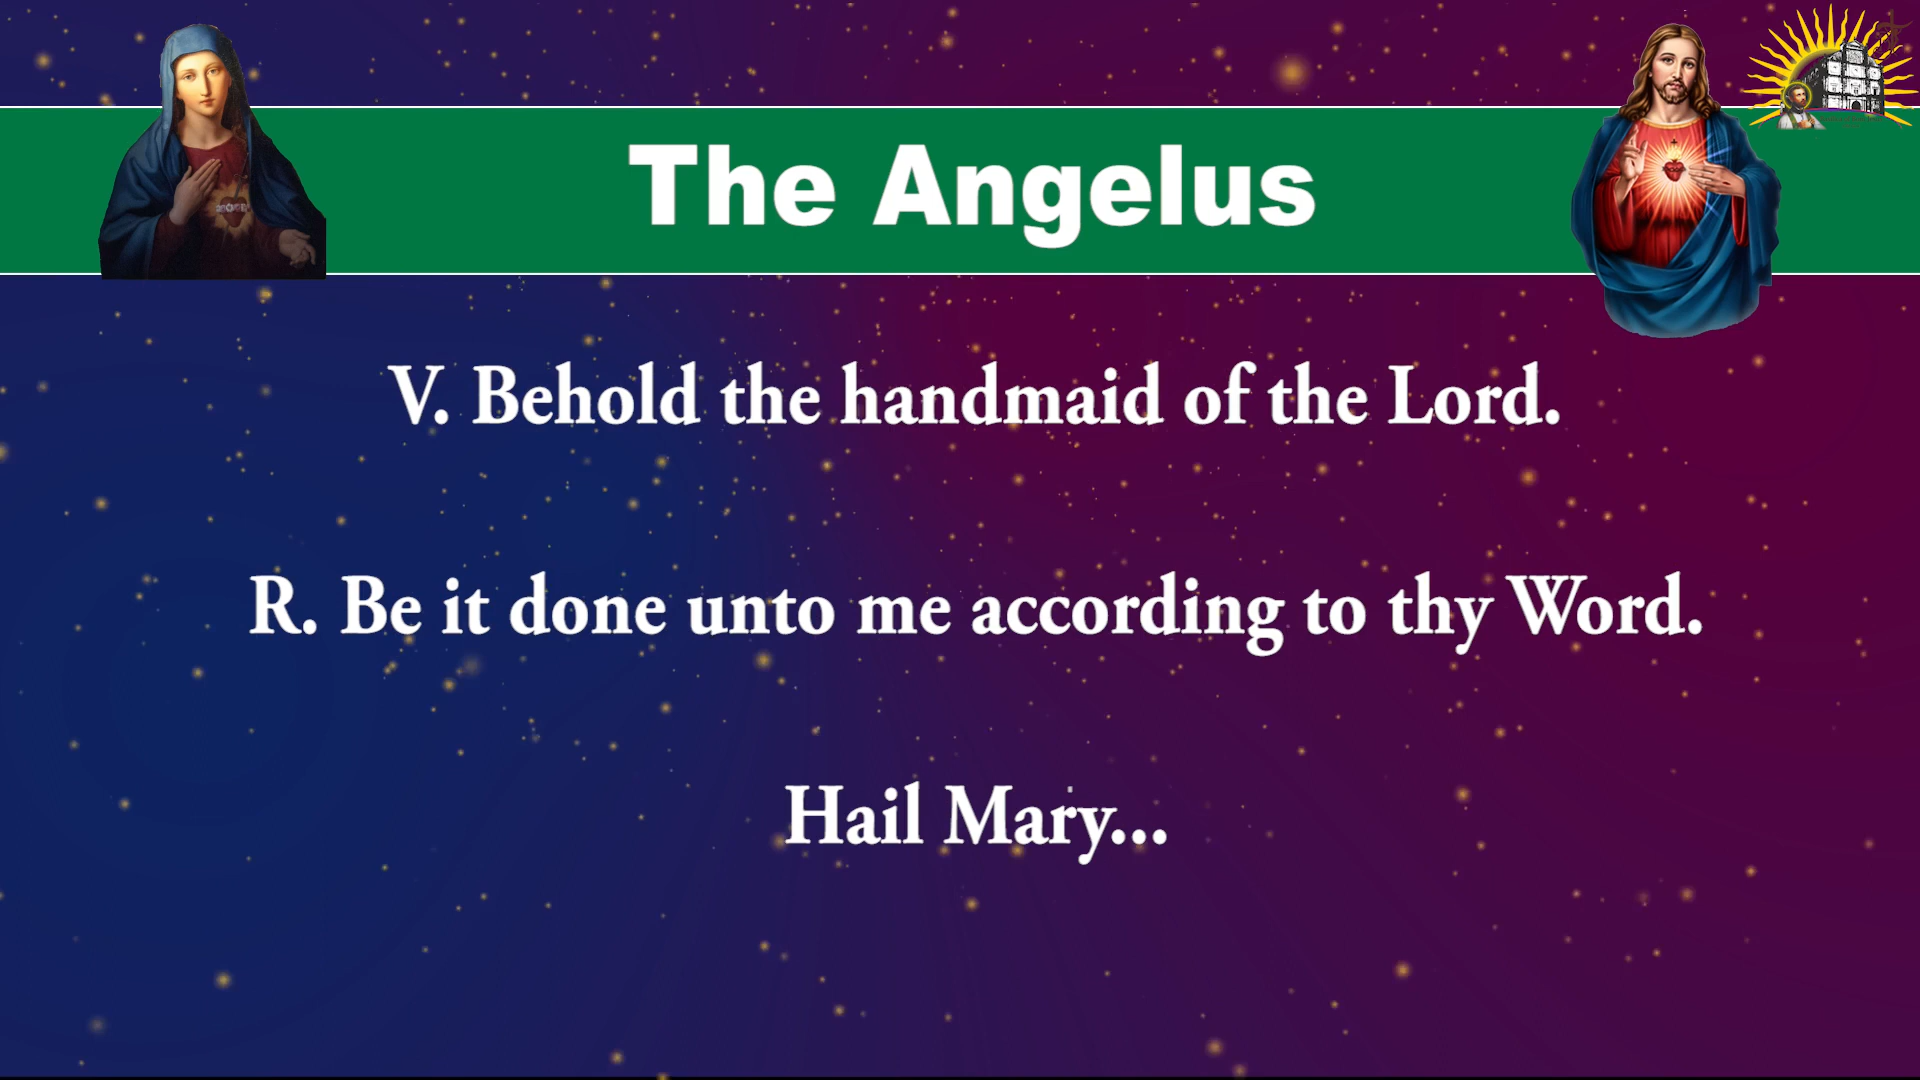 The Angelus
V. Behold the handmaid of the Lord.
R. Be it done unto me according to thy Word.
Hail Mary...